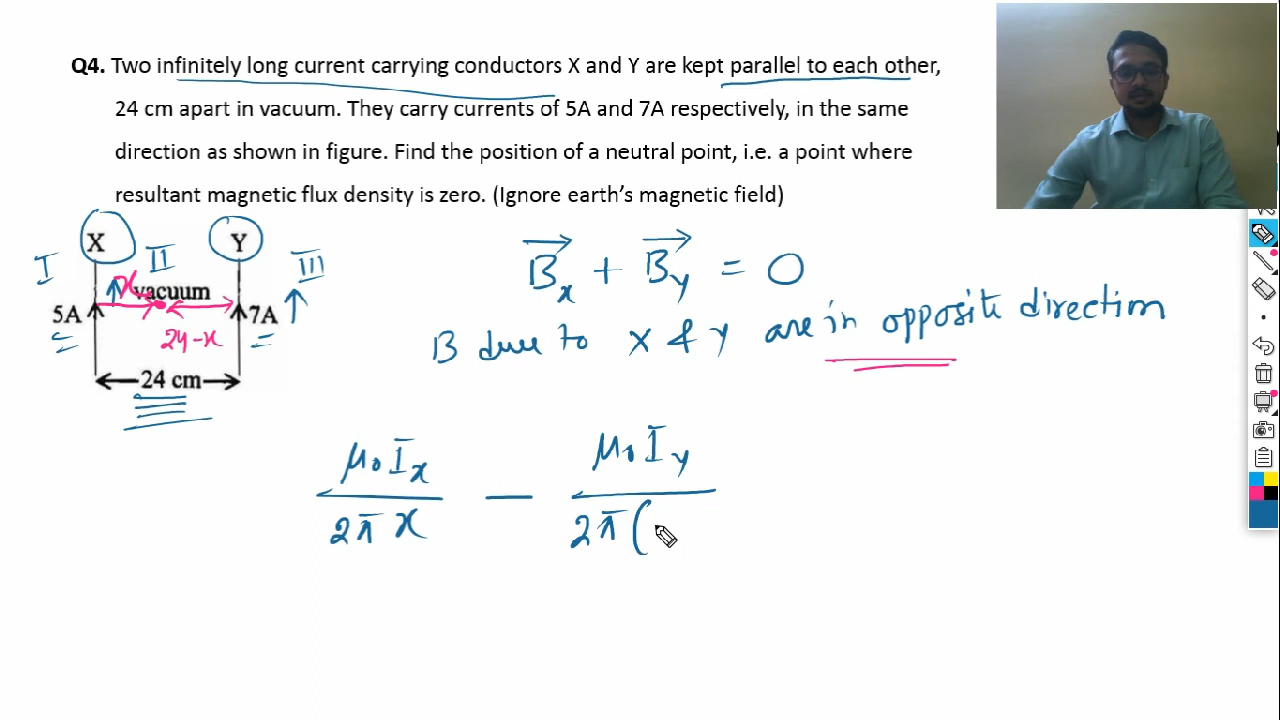 Q4. Two infinitely long current carrying conductors X and Y are kept parallel to each other,
24 cm apart in vacuum. They carry currents of 5A and 7A respectively, in the same
direction as shown in figure. Find the position of a neutral point, i.e. a point where
resultant magnetic flux density is zero. (Ignore earth's magnetic field)
I X II Y III
x
vacuum
5A 7A
24-x
24 cm
Bx + By = 0
B due to X & Y are in opposite direction
μ₀Ix / 2π x − μ₀Iy / 2π (